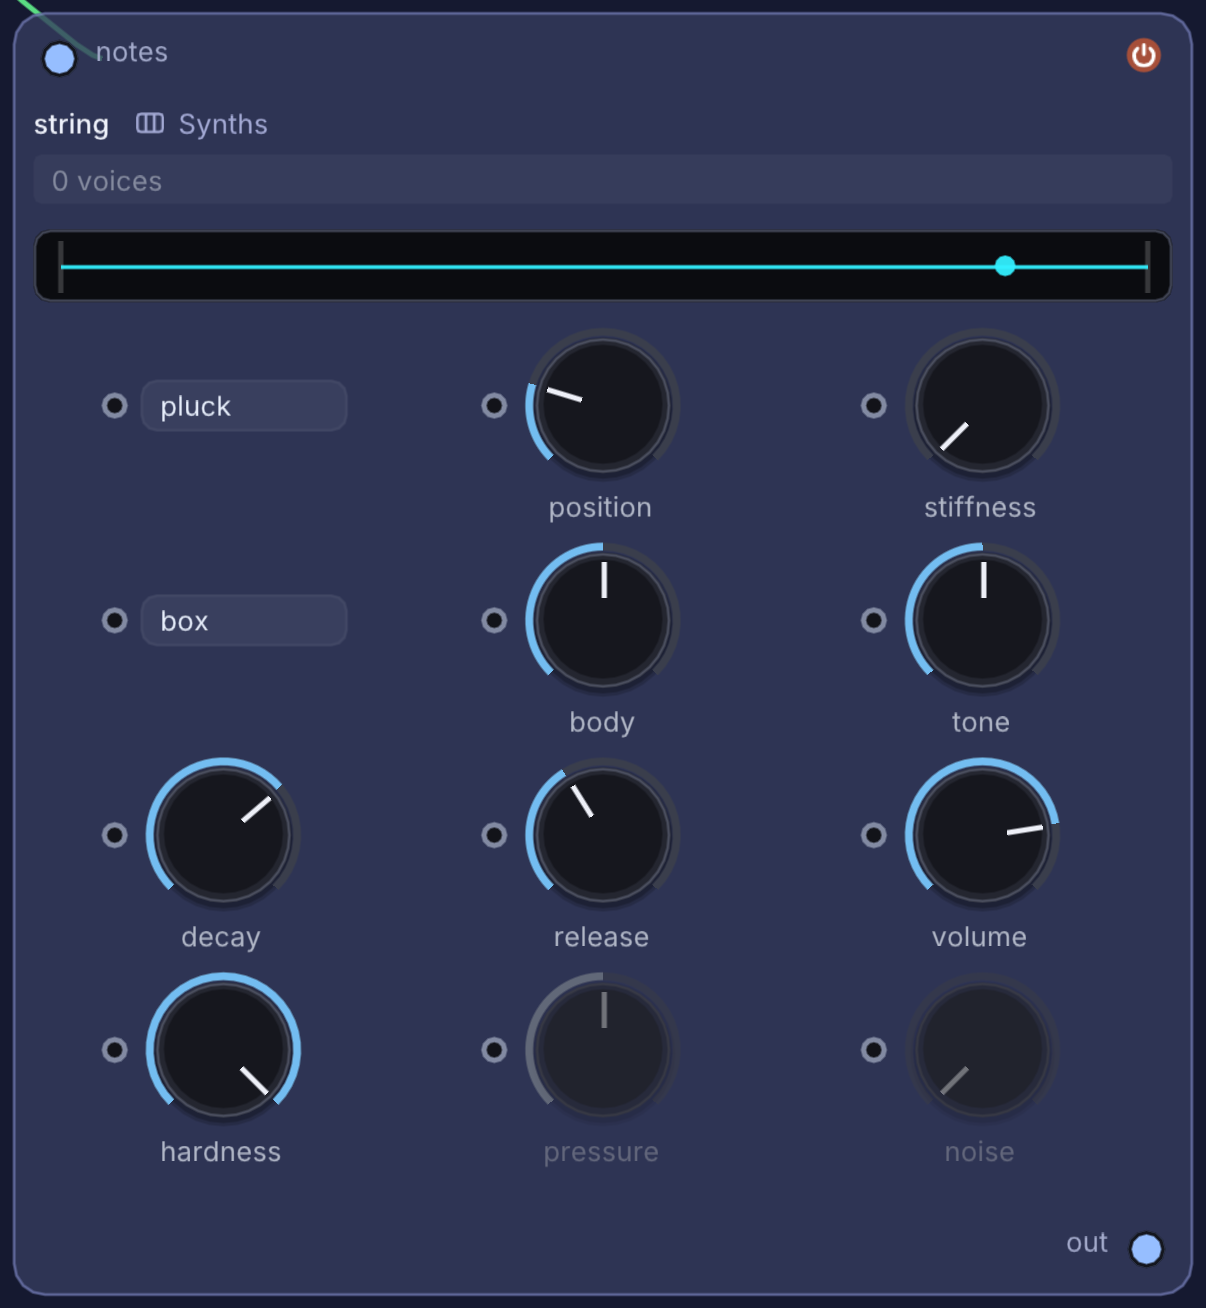 notes
string Synths
0 voices
pluck
position
stiffness
box
body
tone
decay
release
volume
hardness
pressure
noise
out